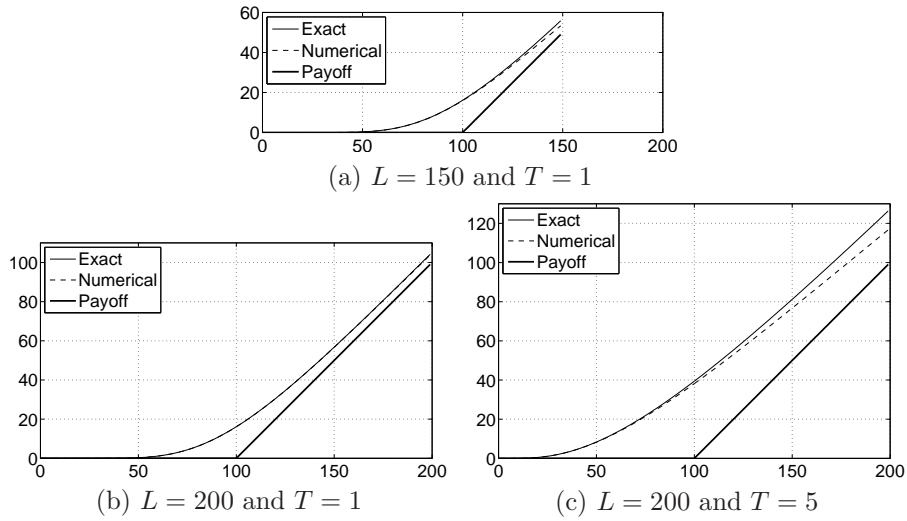 60
40
20
0
Exact
Numerical
Payoff
0 50 100 150 200
(a) L = 150 and T = 1
100
80
60
40
20
0
Exact
Numerical
Payoff
0 50 100 150 200
(b) L = 200 and T = 1
120
100
80
60
40
20
0
Exact
Numerical
Payoff
0 50 100 150 200
(c) L = 200 and T = 5